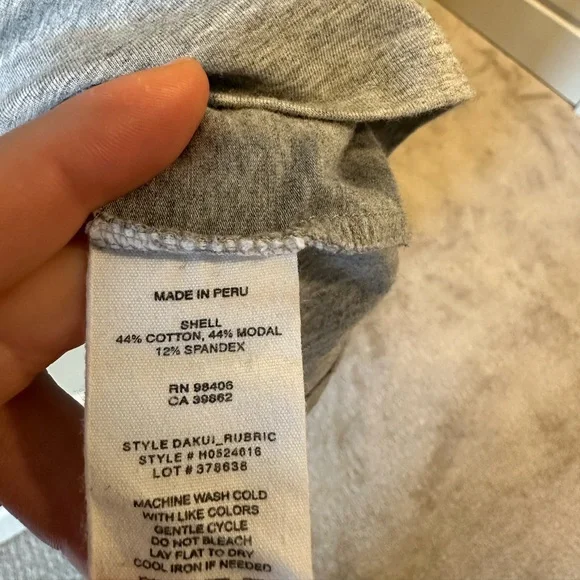 MADE IN PERU
SHELL
44% COTTON, 44% MODAL
12% SPANDEX
RN 98406
CA 39862
STYLE DAKUI_RUBRIC
STYLE # H0524616
LOT # 378638
MACHINE WASH COLD
WITH LIKE COLORS
GENTLE CYCLE
DO NOT BLEACH
LAY FLAT TO DRY
COOL IRON IF NEEDED